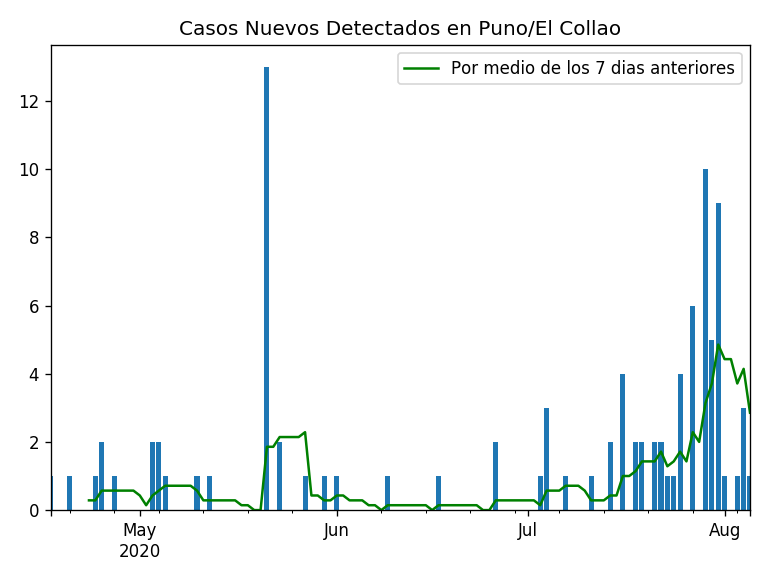 Casos Nuevos Detectados en Puno/El Collao
Por medio de los 7 dias anteriores
12
10
8
6
4
2
0
May Jun Jul Aug
2020